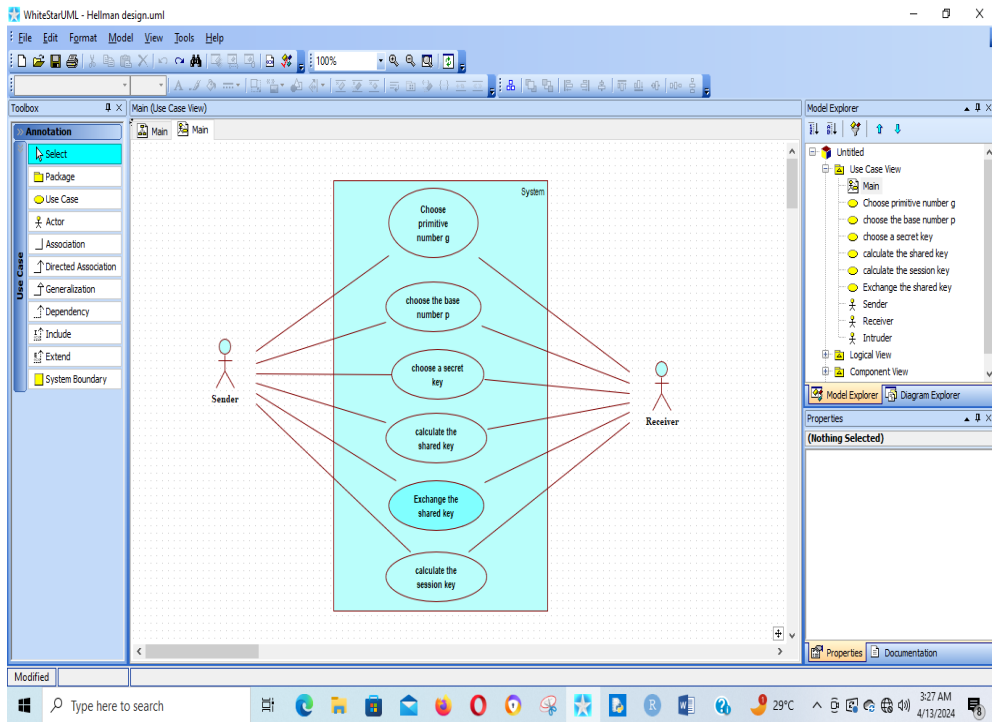 WhiteStarUML - Hellman design.uml
File Edit Format Model View Tools Help
100%
Toolbox
Main (Use Case View)
Model Explorer
Annotation
Main Main
Select
Package
Use Case
Actor
Association
Directed Association
Generalization
Dependency
Include
Extend
System Boundary
Use Case
System
Choose
primitive
number g
choose the base
number p
choose a secret
key
calculate the
shared key
Exchange the
shared key
calculate the
session key
Sender
Receiver
Untitled
Use Case View
Main
Choose primitive number g
choose the base number p
choose a secret key
calculate the shared key
calculate the session key
Exchange the shared key
Sender
Receiver
Intruder
Logical View
Component View
Model Explorer Diagram Explorer
Properties
(Nothing Selected)
Properties Documentation
Modified
Type here to search
29°C
3:27 AM
4/13/2024
8